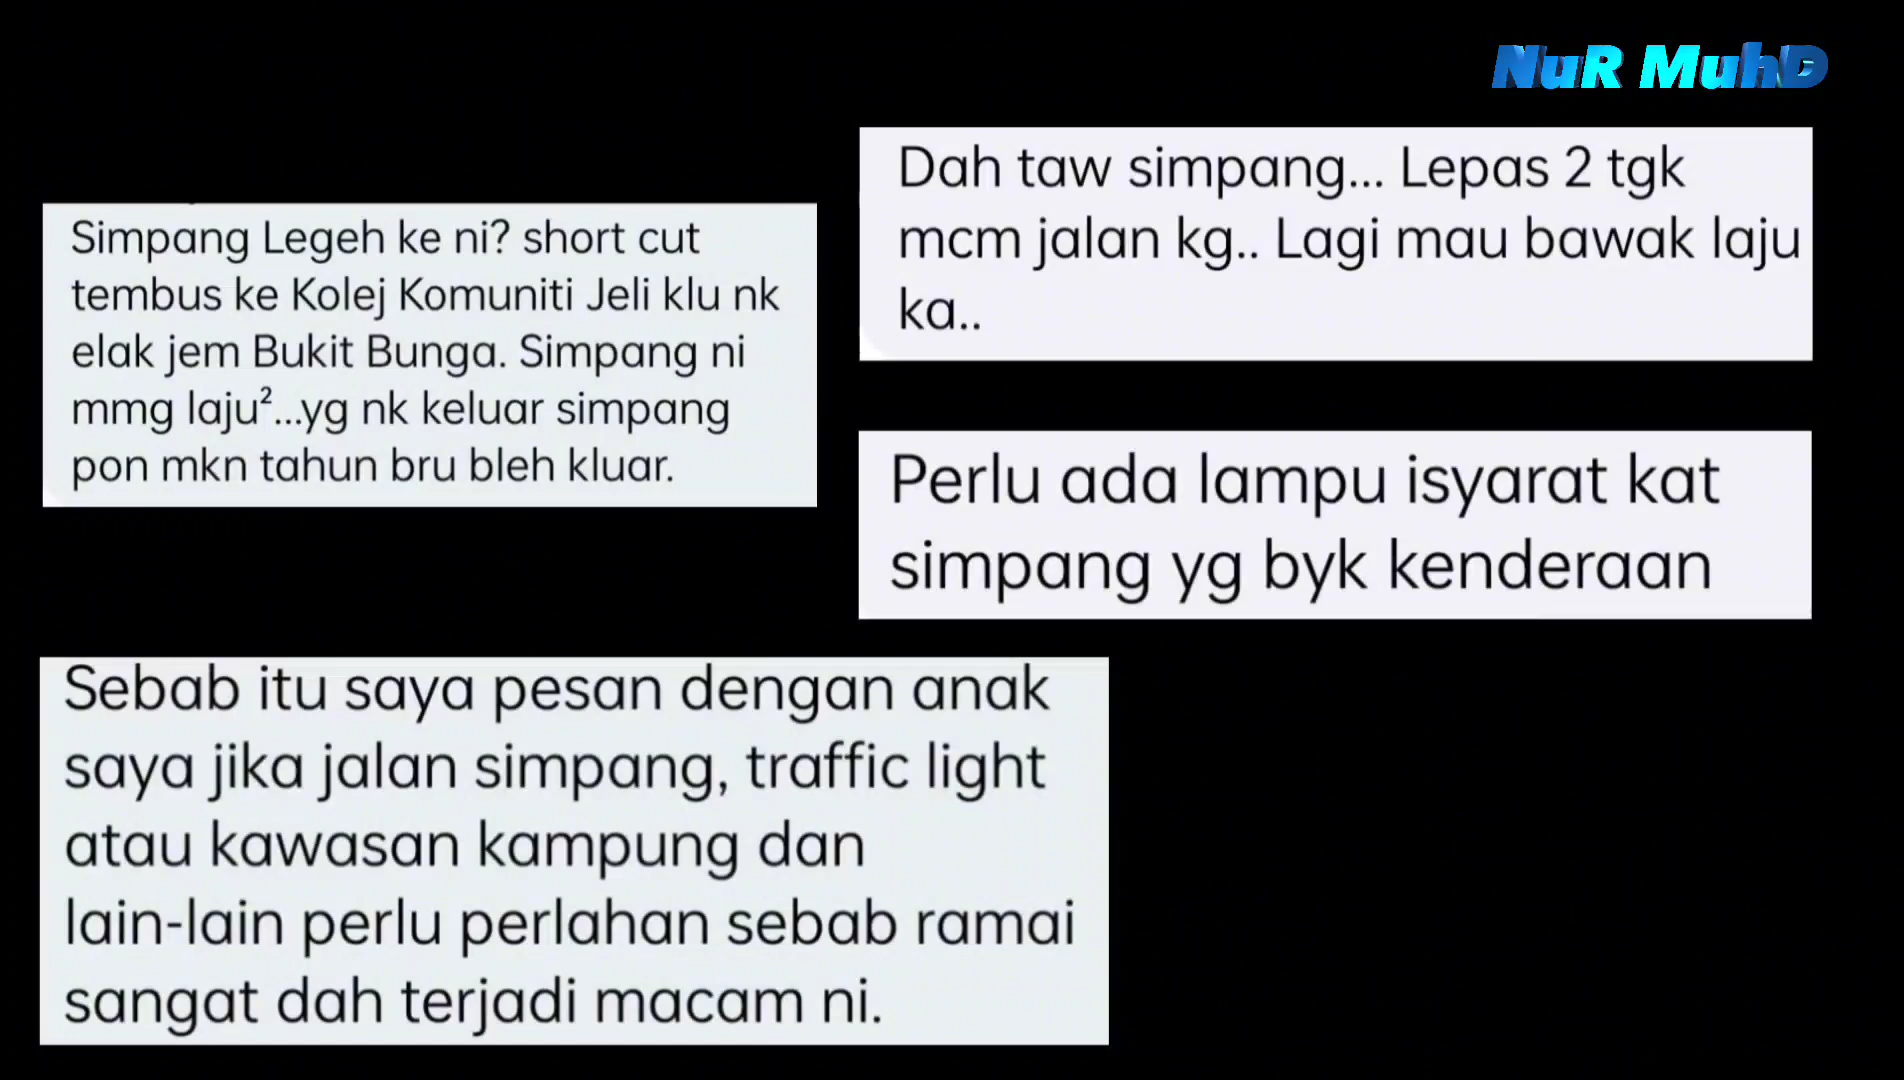 NuR MuhD
Simpang Legeh ke ni? short cut
tembus ke Kolej Komuniti Jeli klu nk
elak jem Bukit Bunga. Simpang ni
mmg laju²...yg nk keluar simpang
pon mkn tahun bru bleh kluar.
Dah taw simpang... Lepas 2 tgk
mcm jalan kg.. Lagi mau bawak laju
ka..
Perlu ada lampu isyarat kat
simpang yg byk kenderaan
Sebab itu saya pesan dengan anak
saya jika jalan simpang, traffic light
atau kawasan kampung dan
lain-lain perlu perlahan sebab ramai
sangat dah terjadi macam ni.